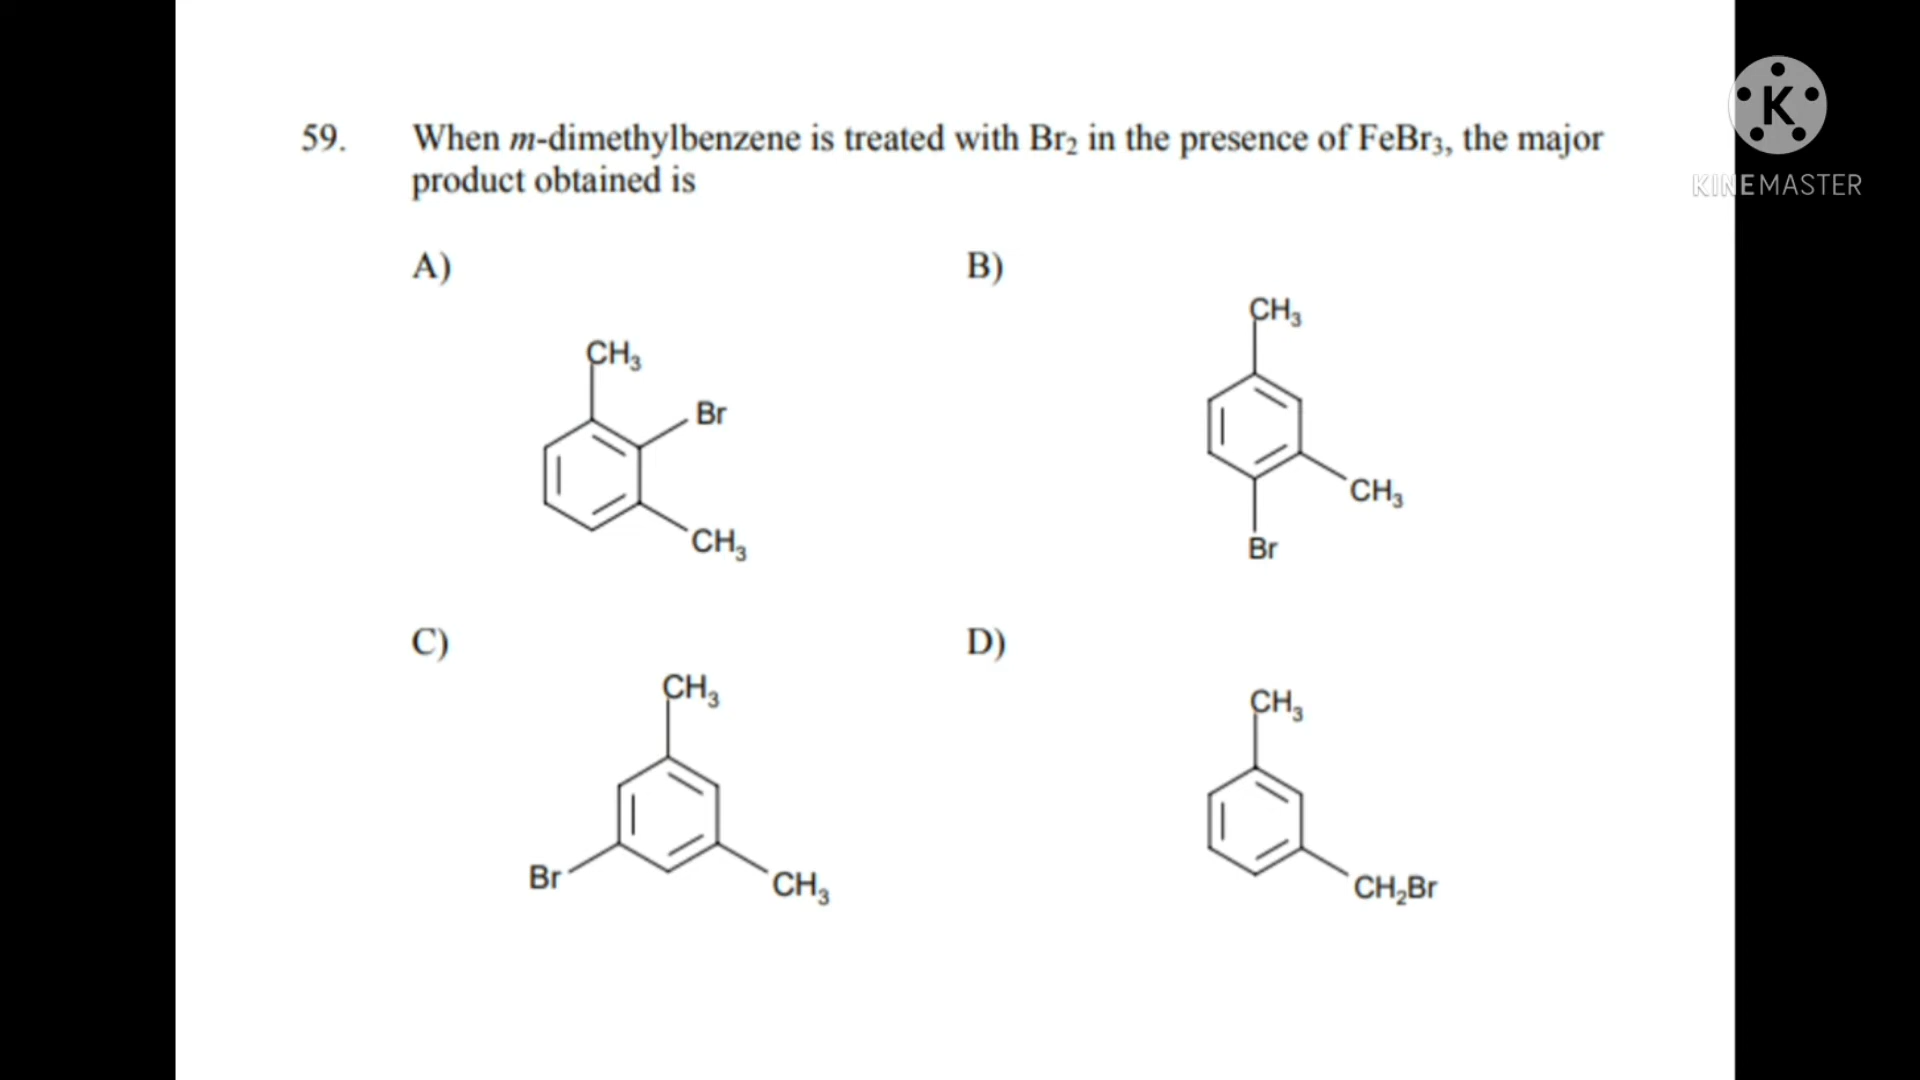 K
KINEMASTER
59. When m-dimethylbenzene is treated with Br₂ in the presence of FeBr₃, the major
product obtained is
A) B)
CH₃
CH₃
Br
CH₃
CH₃
Br
C) D)
CH₃
CH₃
Br
CH₃
CH₂Br